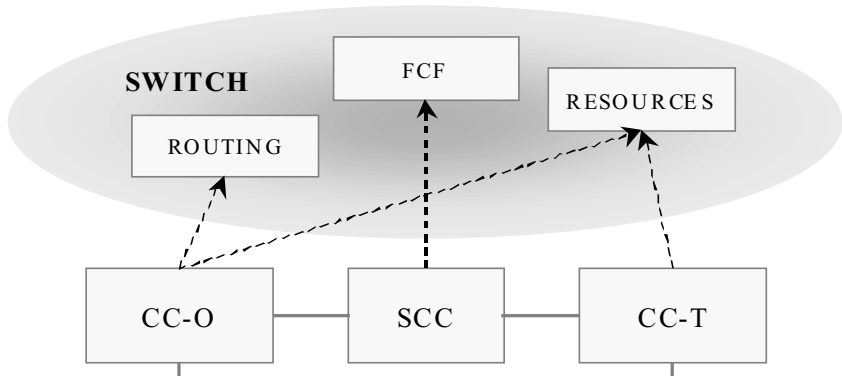 FCF
SWITCH
RESOURCES
ROUTING
CC-O
SCC
CC-T